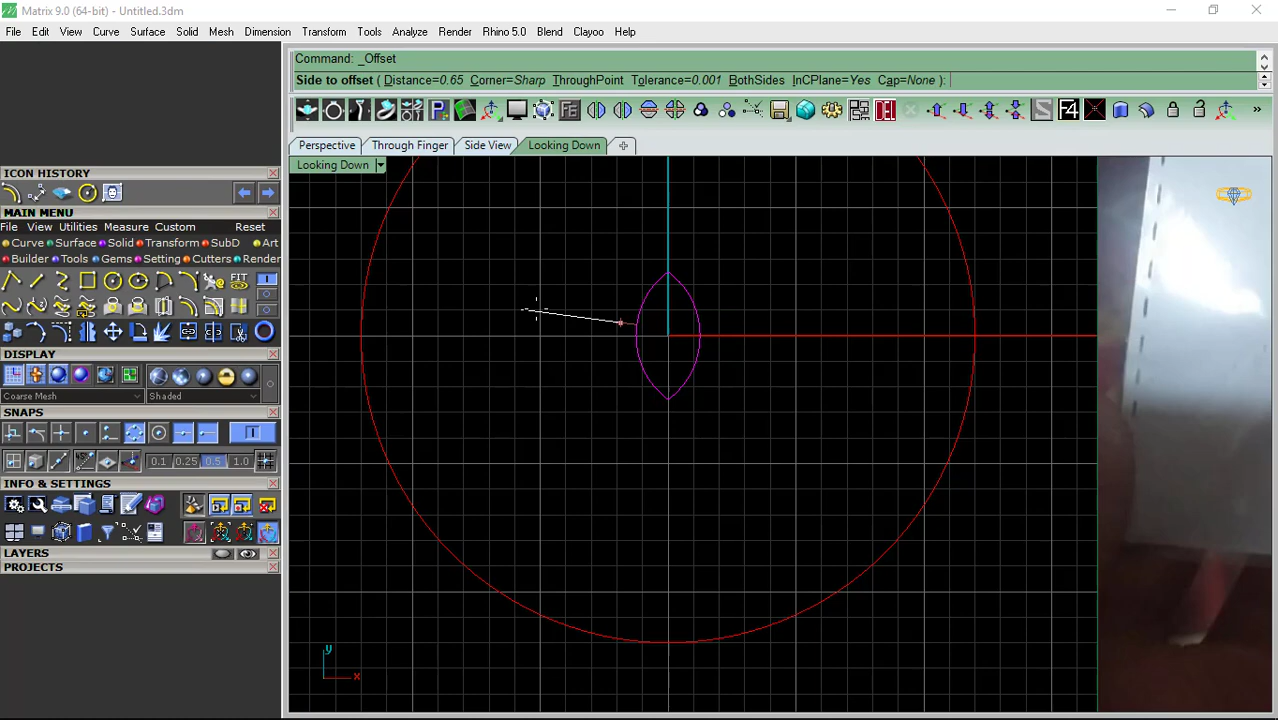 Matrix 9.0 (64-bit) - Untitled.3dm
File Edit View Curve Surface Solid Mesh Dimension Transform Tools Analyze Render Rhino 5.0 Blend Clayoo Help
Command: _Offset
Side to offset ( Distance=0.65 Corner=Sharp ThroughPoint Tolerance=0.001 BothSides InCPlane=Yes Cap=None ):
FE F4
Perspective Through Finger Side View Looking Down
Looking Down
ICON HISTORY
MAIN MENU
File View Utilities Measure Custom Reset
Curve Surface Solid Transform SubD Art
Builder Tools Gems Setting Cutters Render
FIT
DISPLAY
Coarse Mesh Shaded
SNAPS
0.1 0.25 0.5 1.0
INFO & SETTINGS
LAYERS
PROJECTS
y
x